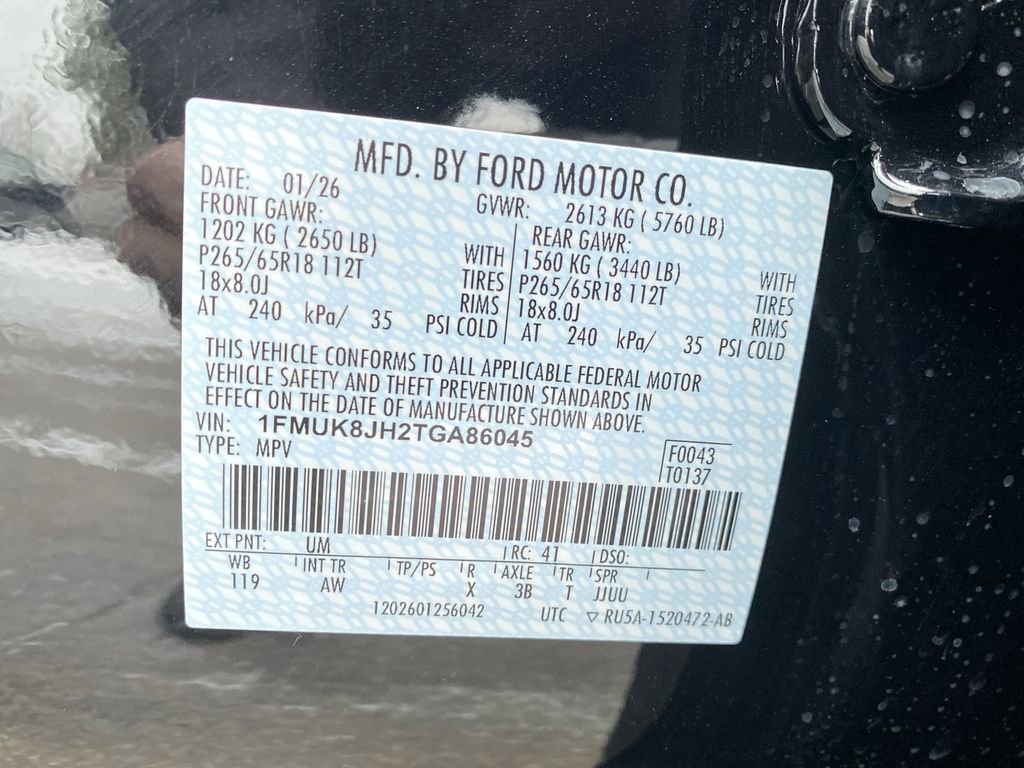 MFD. BY FORD MOTOR CO.
DATE: 01/26 GVWR: 2613 KG ( 5760 LB)
FRONT GAWR: REAR GAWR:
1202 KG ( 2650 LB) WITH 1560 KG ( 3440 LB) WITH
P265/65R18 112T TIRES P265/65R18 112T TIRES
18x8.0J RIMS 18x8.0J RIMS
AT 240 kPa/ 35 PSI COLD AT 240 kPa/ 35 PSI COLD
THIS VEHICLE CONFORMS TO ALL APPLICABLE FEDERAL MOTOR
VEHICLE SAFETY AND THEFT PREVENTION STANDARDS IN
EFFECT ON THE DATE OF MANUFACTURE SHOWN ABOVE.
VIN: 1FMUK8JH2TGA86045
TYPE: MPV
F0043
T0137
EXT PNT: UM RC: 41 DSO:
WB INT TR TP/PS R AXLE TR SPR
119 AW X 3B T JJUU
1202601256042 UTC ▽ RU5A-1520472-AB